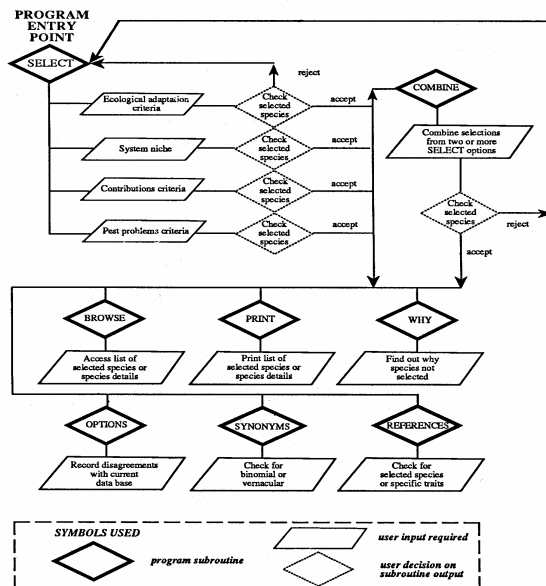 PROGRAM
ENTRY
POINT
SELECT
reject
Ecological adaptation
criteria
Check
selected
species
accept
COMBINE
System niche
Check
selected
species
accept
Combine selections
from two or more
SELECT options
Contributions criteria
Check
selected
species
accept
Pest problems criteria
Check
selected
species
accept
Check
selected
species
reject
accept
BROWSE
PRINT
WHY
Access list of
selected species or
species details
Print list of
selected species or
species details
Find out why
species not
selected
OPTIONS
SYNONYMS
REFERENCES
Record disagreements
with current
data base
Check for
binomial or
vernacular
Check for
selected species
or specific traits
SYMBOLS USED
program subroutine
user input required
user decision on
subroutine output